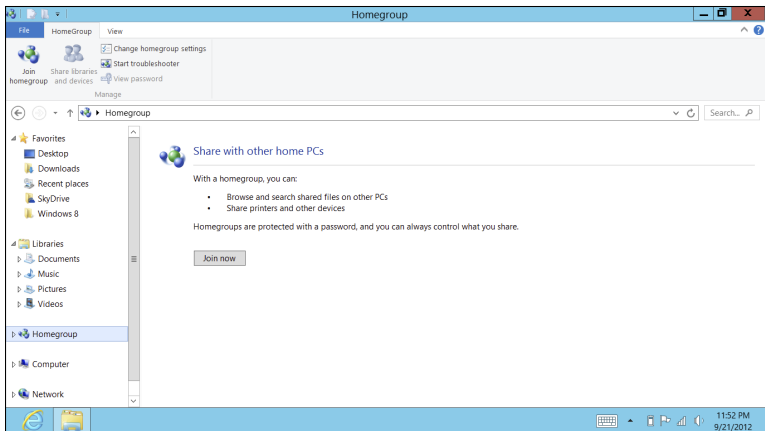 Homegroup
File HomeGroup View
Join homegroup
Share libraries and devices
Change homegroup settings
Start troubleshooter
View password
Manage
Homegroup
Search...
Favorites
Desktop
Downloads
Recent places
SkyDrive
Windows 8
Libraries
Documents
Music
Pictures
Videos
Homegroup
Computer
Network
Share with other home PCs
With a homegroup, you can:
• Browse and search shared files on other PCs
• Share printers and other devices
Homegroups are protected with a password, and you can always control what you share.
Join now
11:52 PM
9/21/2012